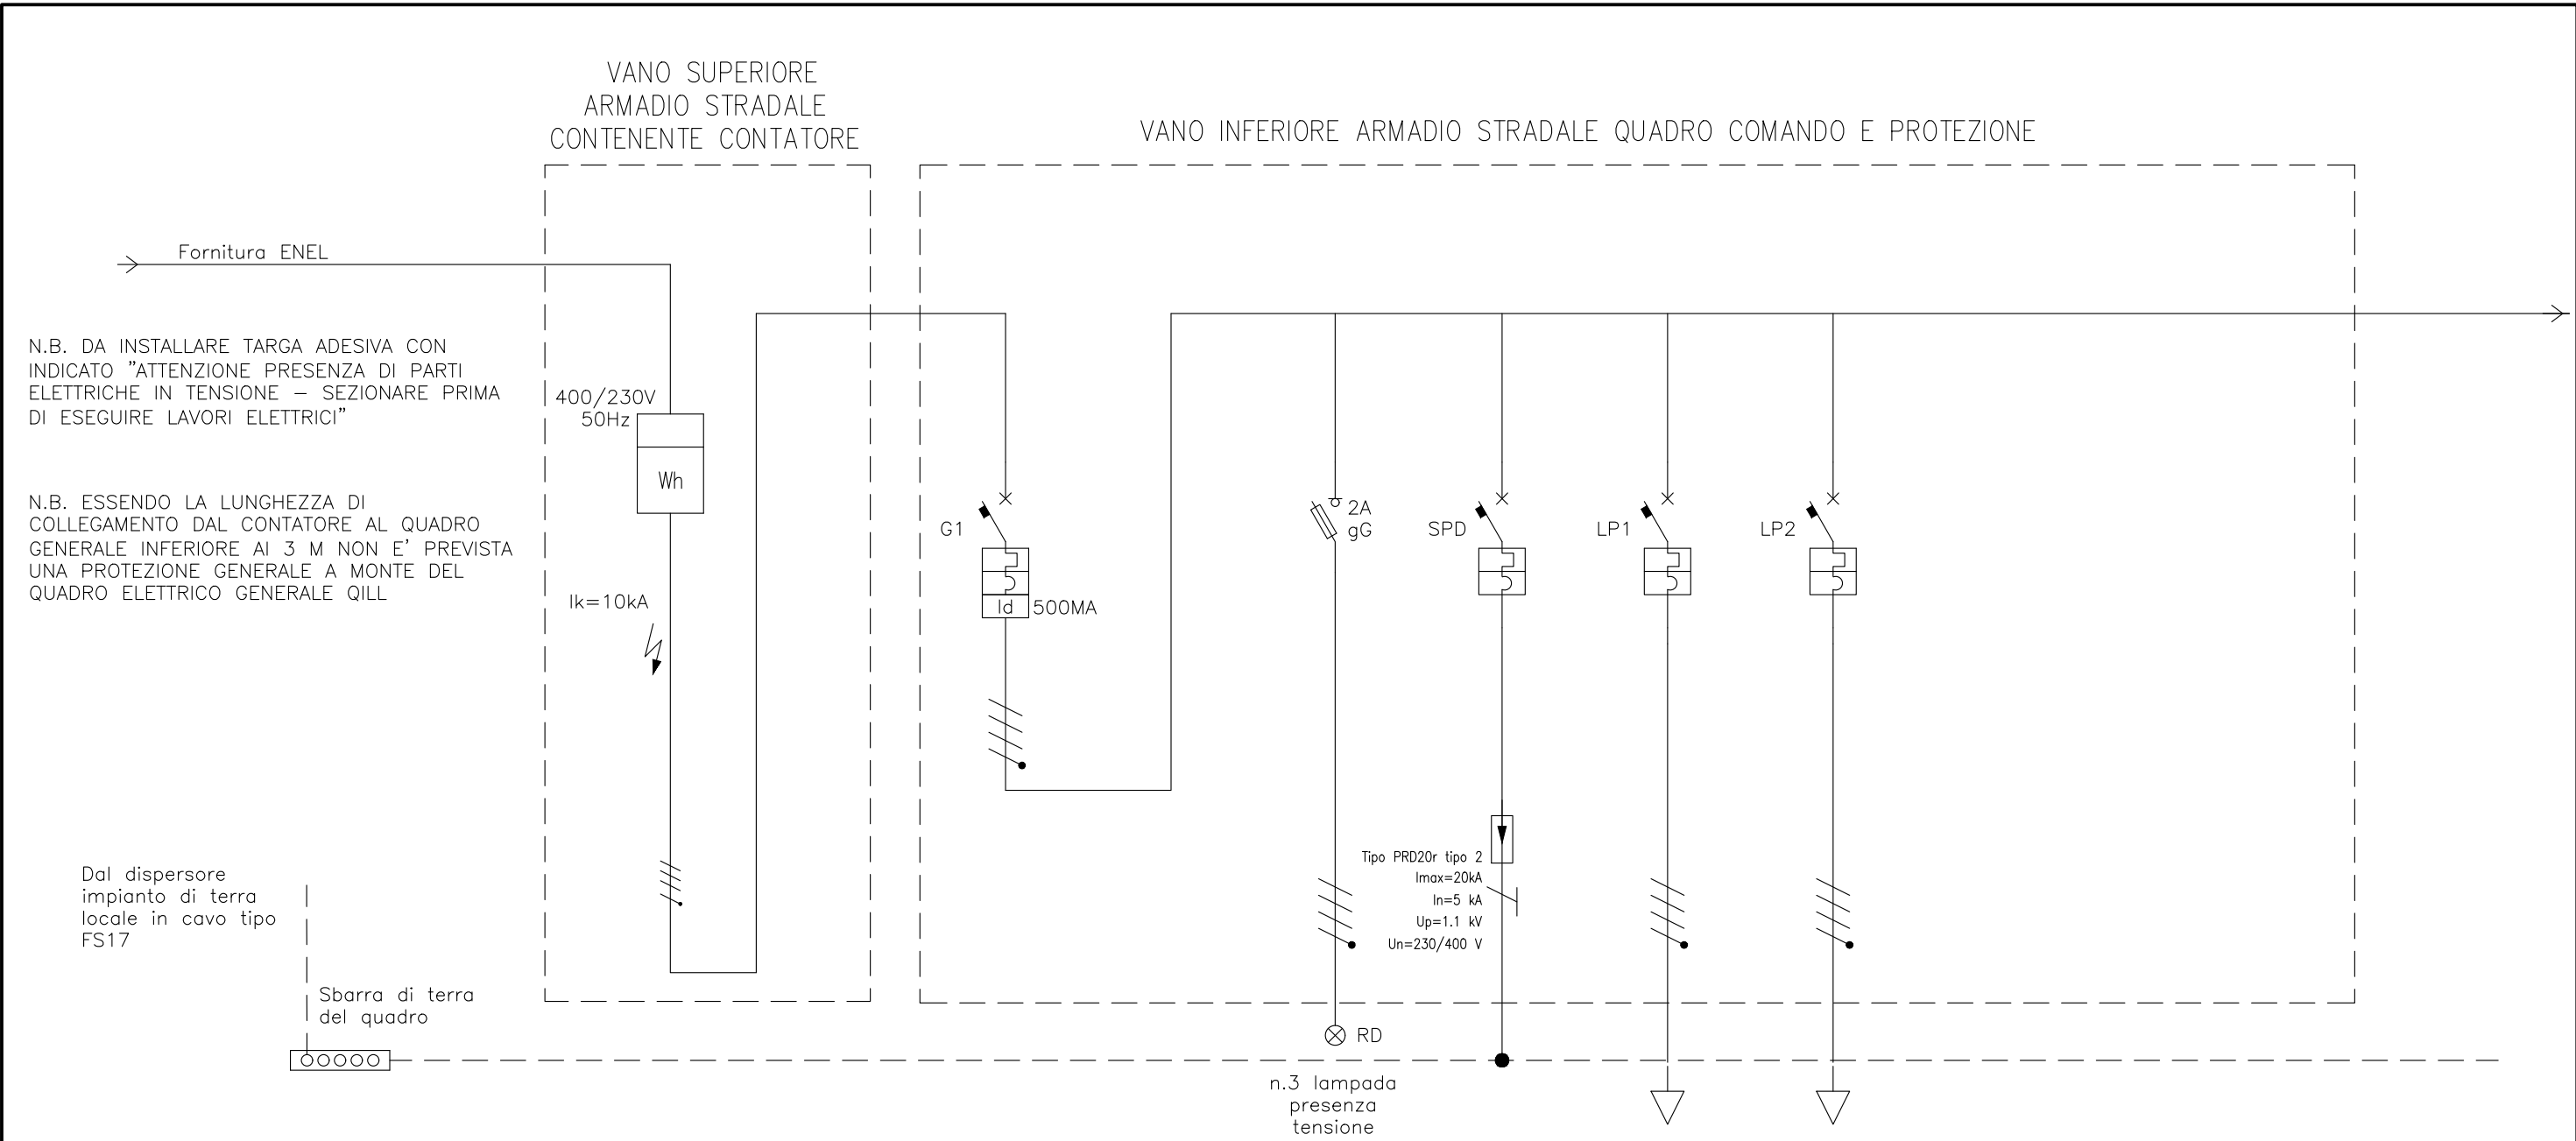 VANO SUPERIORE
ARMADIO STRADALE
CONTENENTE CONTATORE
VANO INFERIORE ARMADIO STRADALE QUADRO COMANDO E PROTEZIONE
Fornitura ENEL
N.B. DA INSTALLARE TARGA ADESIVA CON
INDICATO "ATTENZIONE PRESENZA DI PARTI
ELETTRICHE IN TENSIONE – SEZIONARE PRIMA
DI ESEGUIRE LAVORI ELETTRICI"
400/230V
50Hz
Wh
N.B. ESSENDO LA LUNGHEZZA DI
COLLEGAMENTO DAL CONTATORE AL QUADRO
GENERALE INFERIORE AI 3 M NON E' PREVISTA
UNA PROTEZIONE GENERALE A MONTE DEL
QUADRO ELETTRICO GENERALE QILL
Ik=10kA
G1
Id
500MA
2A
gG
SPD
LP1
LP2
Tipo PRD20r tipo 2
Imax=20kA
In=5 kA
Up=1.1 kV
Un=230/400 V
Dal dispersore
impianto di terra
locale in cavo tipo
FS17
Sbarra di terra
del quadro
RD
n.3 lampada
presenza
tensione